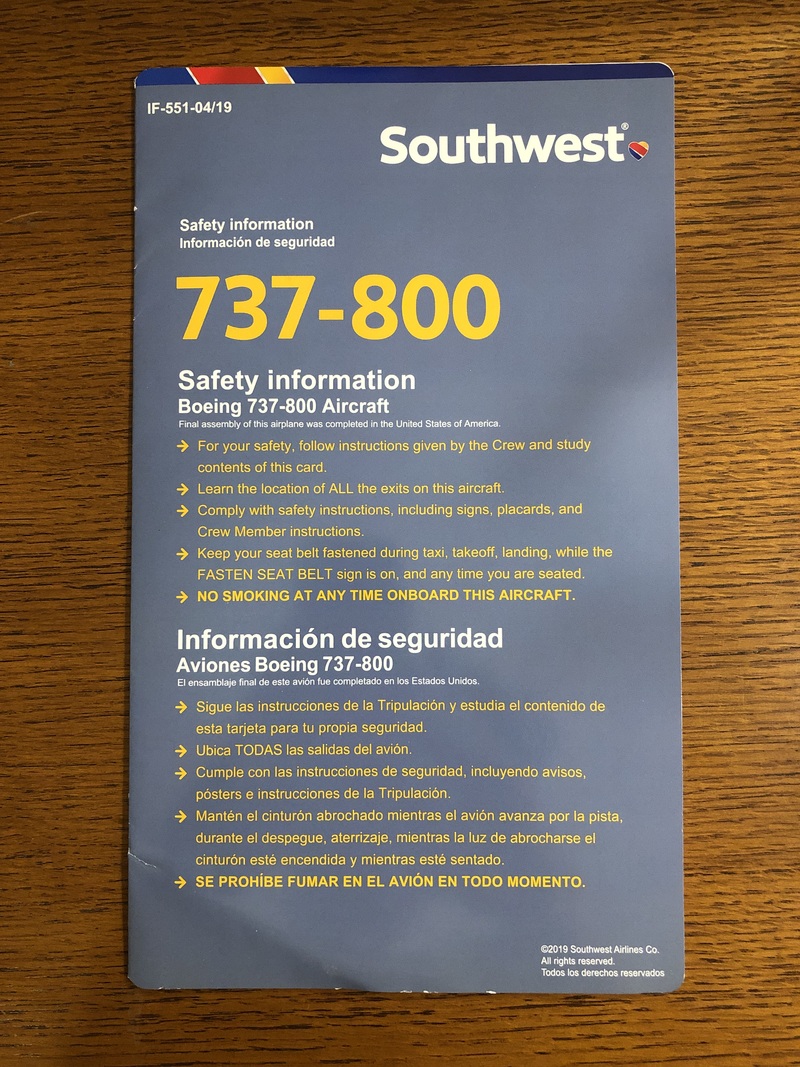 IF-551-04/19
Southwest®
Safety information
Información de seguridad
737-800
Safety information
Boeing 737-800 Aircraft
Final assembly of this airplane was completed in the United States of America.
→ For your safety, follow instructions given by the Crew and study
contents of this card.
→ Learn the location of ALL the exits on this aircraft.
→ Comply with safety instructions, including signs, placards, and
Crew Member instructions.
→ Keep your seat belt fastened during taxi, takeoff, landing, while the
FASTEN SEAT BELT sign is on, and any time you are seated.
→ NO SMOKING AT ANY TIME ONBOARD THIS AIRCRAFT.
Información de seguridad
Aviones Boeing 737-800
El ensamblaje final de este avión fue completado en los Estados Unidos.
→ Sigue las instrucciones de la Tripulación y estudia el contenido de
esta tarjeta para tu propia seguridad.
→ Ubica TODAS las salidas del avión.
→ Cumple con las instrucciones de seguridad, incluyendo avisos,
pósters e instrucciones de la Tripulación.
→ Mantén el cinturón abrochado mientras el avión avanza por la pista,
durante el despegue, aterrizaje, mientras la luz de abrocharse el
cinturón esté encendida y mientras esté sentado.
→ SE PROHÍBE FUMAR EN EL AVIÓN EN TODO MOMENTO.
©2019 Southwest Airlines Co.
All rights reserved.
Todos los derechos reservados